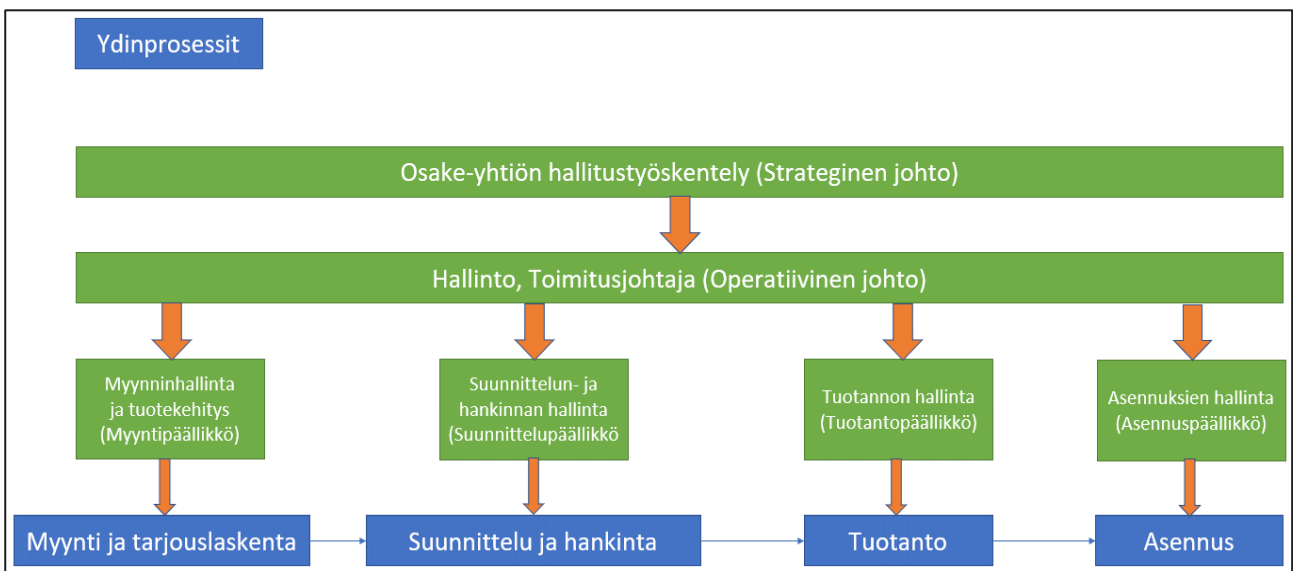 Ydinprosessit
Osake-yhtiön hallitustyöskentely (Strateginen johto)
Hallinto, Toimitusjohtaja (Operatiivinen johto)
Myynninhallinta
ja tuotekehitys
(Myyntipäällikkö)
Suunnittelun- ja
hankinnan hallinta
(Suunnittelupäällikkö
Tuotannon hallinta
(Tuotantopäällikkö)
Asennuksien hallinta
(Asennuspäällikkö)
Myynti ja tarjouslaskenta
Suunnittelu ja hankinta
Tuotanto
Asennus